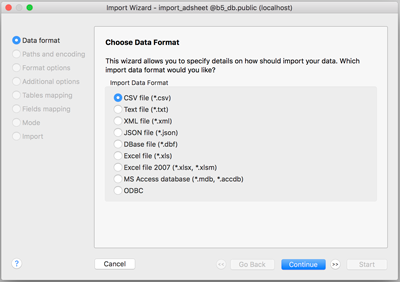 Import Wizard - import_adsheet @b5_db.public (localhost)
Data format
Paths and encoding
Format options
Additional options
Tables mapping
Fields mapping
Mode
Import
Choose Data Format
This wizard allows you to specify details on how should import your data. Which
import data format would you like?
Import Data Format
CSV file (*.csv)
Text file (*.txt)
XML file (*.xml)
JSON file (*.json)
DBase file (*.dbf)
Excel file (*.xls)
Excel file 2007 (*.xlsx, *.xlsm)
MS Access database (*.mdb, *.accdb)
ODBC
?
Cancel
Go Back
Continue
Start